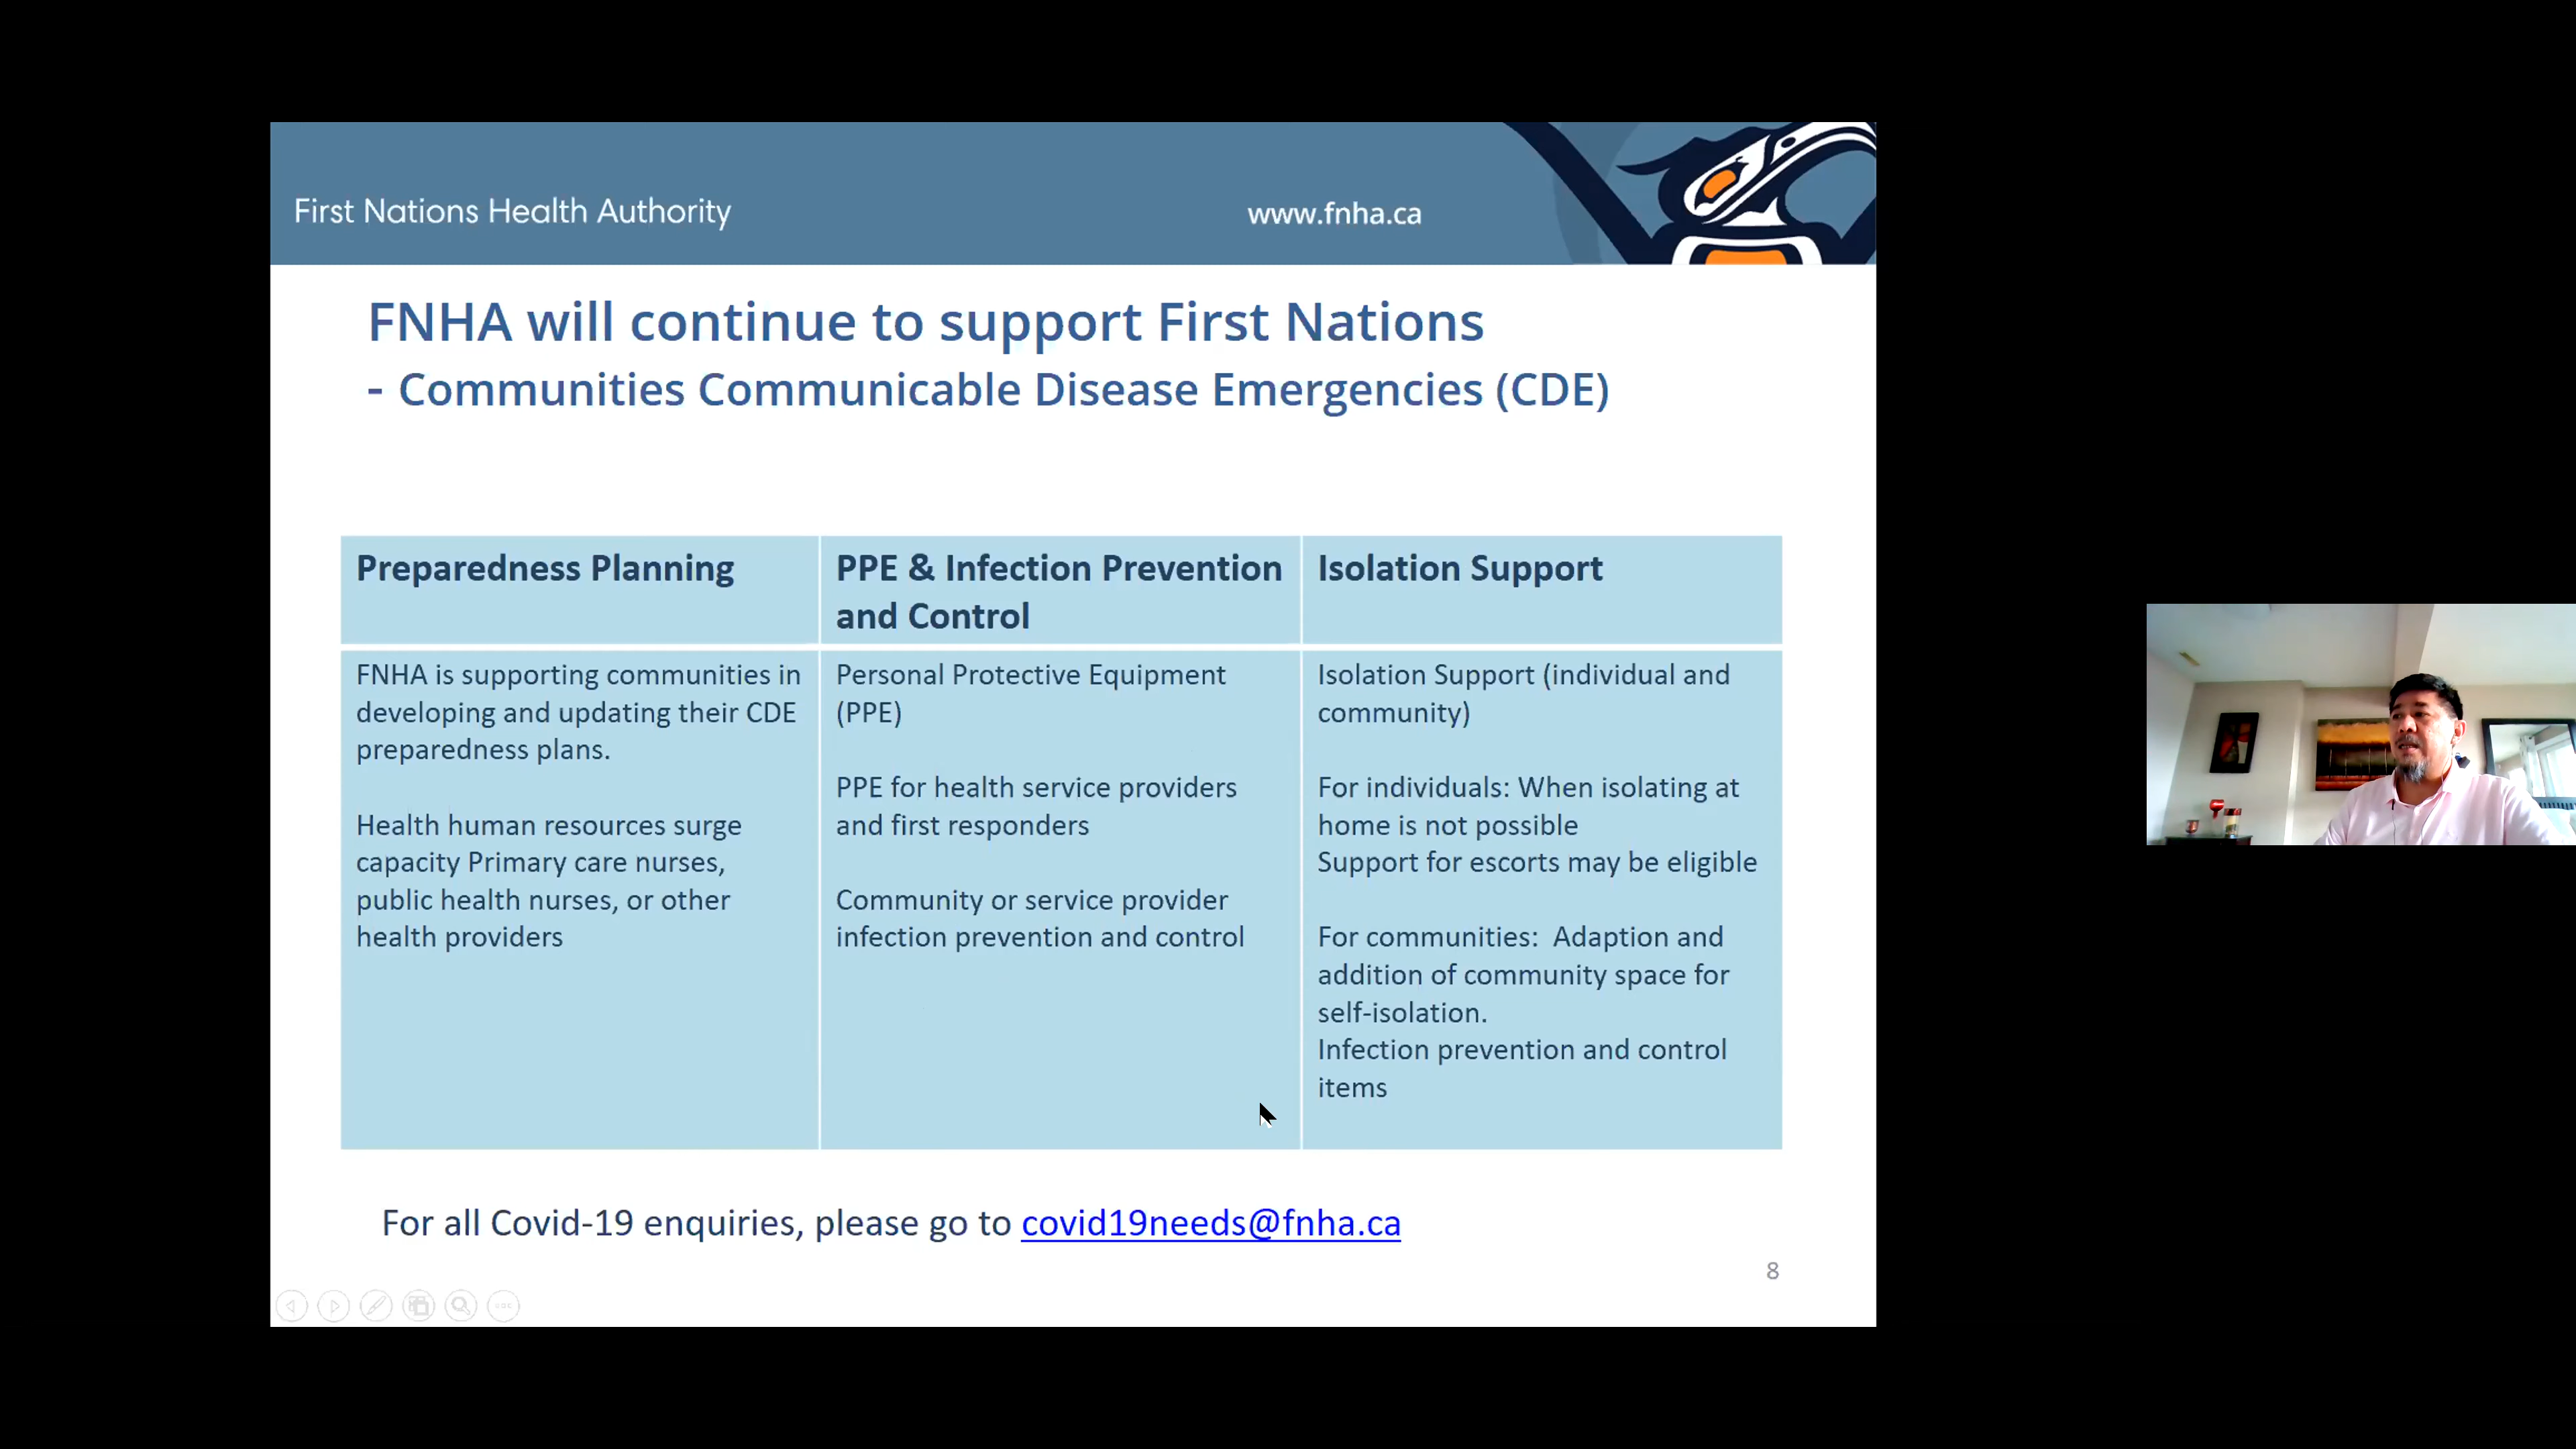 First Nations Health Authority
www.fnha.ca
FNHA will continue to support First Nations
- Communities Communicable Disease Emergencies (CDE)
Preparedness Planning
FNHA is supporting communities in
developing and updating their CDE
preparedness plans.
Health human resources surge
capacity Primary care nurses,
public health nurses, or other
health providers
PPE & Infection Prevention
and Control
Personal Protective Equipment
(PPE)
PPE for health service providers
and first responders
Community or service provider
infection prevention and control
Isolation Support
Isolation Support (individual and
community)
For individuals: When isolating at
home is not possible
Support for escorts may be eligible
For communities:  Adaption and
addition of community space for
self-isolation.
Infection prevention and control
items
For all Covid-19 enquiries, please go to covid19needs@fnha.ca
8